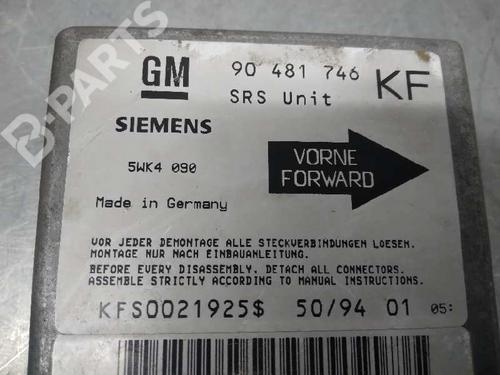 B-PARTS
GM
90 481 746
KF
SRS Unit
SIEMENS
5WK4 090
VORNE
FORWARD
Made in Germany
VOR JEDER DEMONTAGE ALLE STECKVERBINDUNGEN LOESEN.
MONTAGE NUR NACH EINBAUANLEITUNG.
BEFORE EVERY DISASSEMBLY, DETACH ALL CONNECTORS.
ASSEMBLE STRICTLY ACCORDING TO MANUAL INSTRUCTIONS.
KFS0021925$ 50/94 01 05: